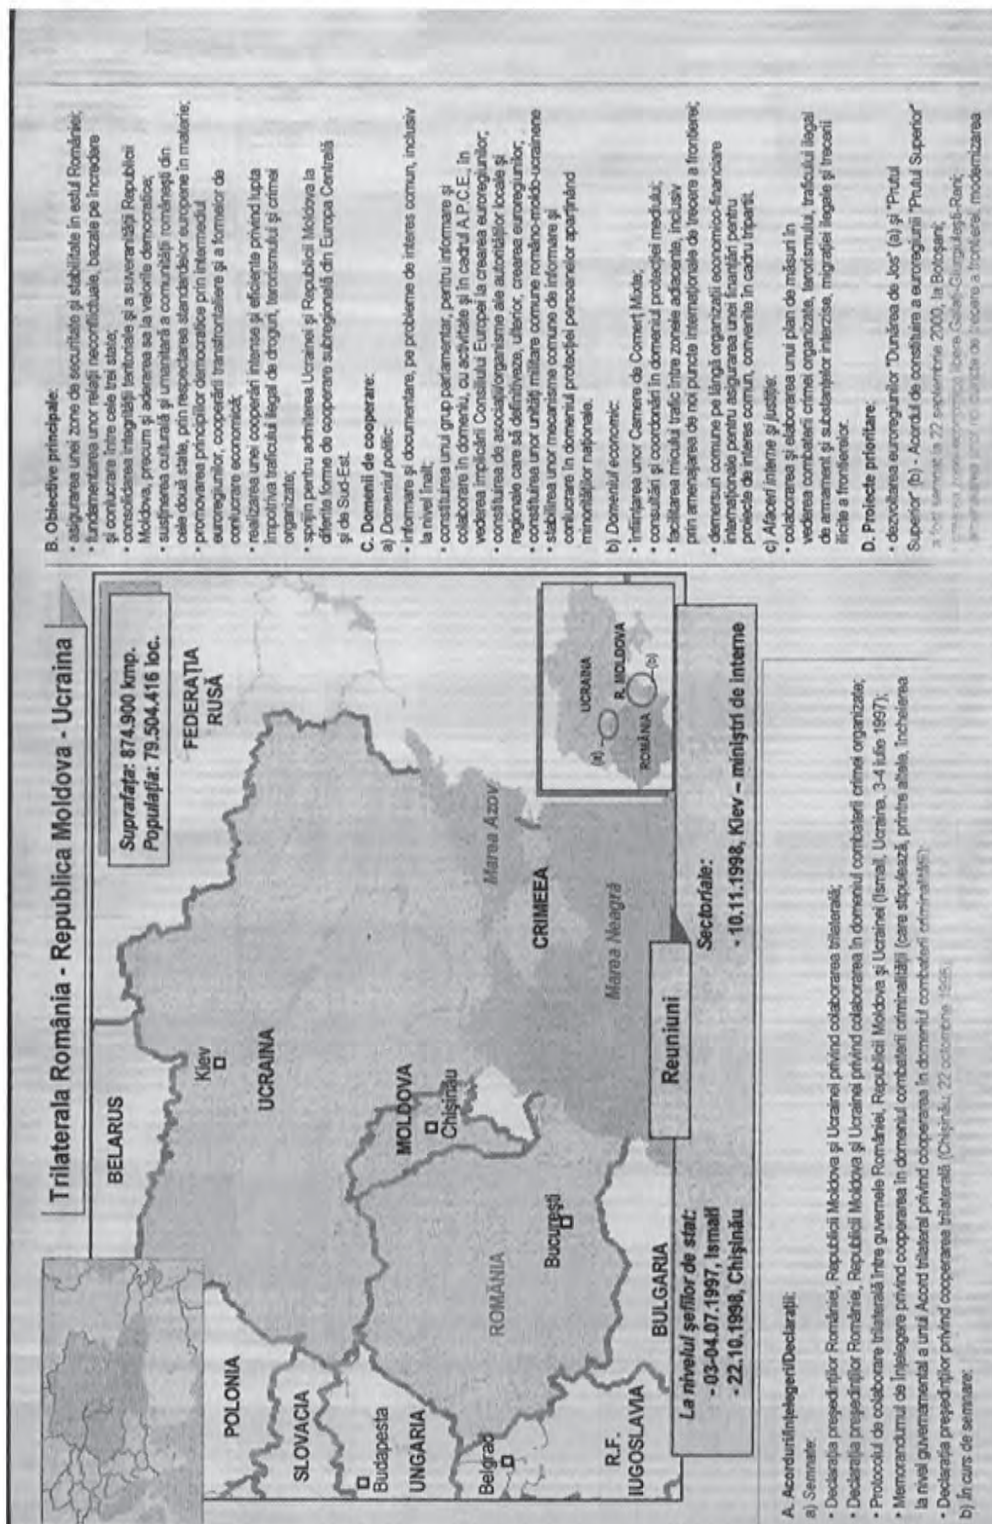 Trilaterala România - Republica Moldova - Ucraina
Suprafața: 874.900 kmp.
Populația: 79.504.416 loc.
POLONIA
BELARUS
FEDERAȚIA
RUSĂ
SLOVACIA
Kiev
UCRAINA
Budapesta
UNGARIA
MOLDOVA
Chișinău
Marea Azov
CRIMEEA
Belgrad
ROMÂNIA
București
Marea Neagră
R.F.
IUGOSLAVIA
BULGARIA
UCRAINA
(a)
R. MOLDOVA
ROMÂNIA
(b)
Reuniuni
La nivelul șefilor de stat:
- 03-04.07.1997, Ismail
- 22.10.1998, Chișinău
Sectoriale:
- 10.11.1998, Kiev – miniștri de interne
A. Acorduri/Înțelegeri/Declarații:
a) Semnate:
• Declarația președinților României, Republicii Moldova și Ucrainei privind colaborarea trilaterală;
• Declarația președinților României, Republicii Moldova și Ucrainei privind colaborarea în domeniul combaterii crimei organizate;
• Protocolul de colaborare trilaterală între guvernele României, Republicii Moldova și Ucrainei (Ismail, Ucraina, 3-4 iulie 1997);
• Memorandumul de înțelegere privind cooperarea în domeniul combaterii criminalității (care stipulează, printre altele, încheierea
la nivel guvernamental a unui Acord trilateral privind cooperarea în domeniul combaterii criminalității);
• Declarația președinților privind cooperarea trilaterală (Chișinău, 22 octombrie
b) În curs de semnare:
B. Obiective principale:
• asigurarea unei zone de securitate și stabilitate în estul României;
• fundamentarea unor relații neconflictuale, bazate pe încredere
și conlucrare între cele trei state;
• consolidarea integrității teritoriale și a suveranității Republicii
Moldova, precum și aderarea sa la valorile democratice;
• susținerea culturală și umanitară a comunității românești din
cele două state, prin respectarea standardelor europene în materie;
• promovarea principiilor democratice prin intermediul
euroregiunilor, cooperării transfrontaliere și a formelor de
conlucrare economică;
• realizarea unei cooperări intense și eficiente privind lupta
împotriva traficului ilegal de droguri, terorismului și crimei
organizate;
• sprijin pentru admiterea Ucrainei și Republicii Moldova la
diferite forme de cooperare subregională din Europa Centrală
și de Sud-Est.
C. Domenii de cooperare:
a) Domeniul politic:
• informare și documentare, pe probleme de interes comun, inclusiv
la nivel înalt;
• constituirea unui grup parlamentar, pentru informare și
colaborare în domeniu, cu activitate și în cadrul A.P.C.E., în
vederea implicării Consiliului Europei la crearea euroregiunilor;
• constituirea de asociații/organisme ale autorităților locale și
regionale care să definitiveze, ulterior, crearea euroregiunilor;
• constituirea unor unități militare comune româno-moldo-ucrainene
• stabilirea unor mecanisme comune de informare și
conlucrare în domeniul protecției persoanelor aparținând
minorităților naționale.
b) Domeniul economic:
• înființarea unor Camere de Comerț Mixte;
• consultări și coordonări în domeniul protecției mediului;
• facilitarea micului trafic între zonele adiacente, inclusiv
prin amenajarea de noi puncte internaționale de trecere a frontierei;
• demersuri comune pe lângă organizații economico-financiare
internaționale pentru asigurarea unei finanțări pentru
proiecte de interes comun, convenite în cadru tripartit.
c) Afaceri interne și justiție:
• colaborarea și elaborarea unui plan de măsuri în
vederea combaterii crimei organizate, terorismului, traficului ilegal
de armament și substanțelor interzise, migrației ilegale și trecerii
ilicite a frontierelor.
D. Proiecte prioritare:
• dezvoltarea euroregiunilor "Dunărea de Jos" (a) și "Prutul
Superior" (b) - Acordul de constituire a euroregiunii "Prutul Superior"
a fost semnat la 22 septembrie 2000, la Botoșani;
libere Galați-Giurgiulești-Reni;
puncte de trecere a frontierei, modernizarea